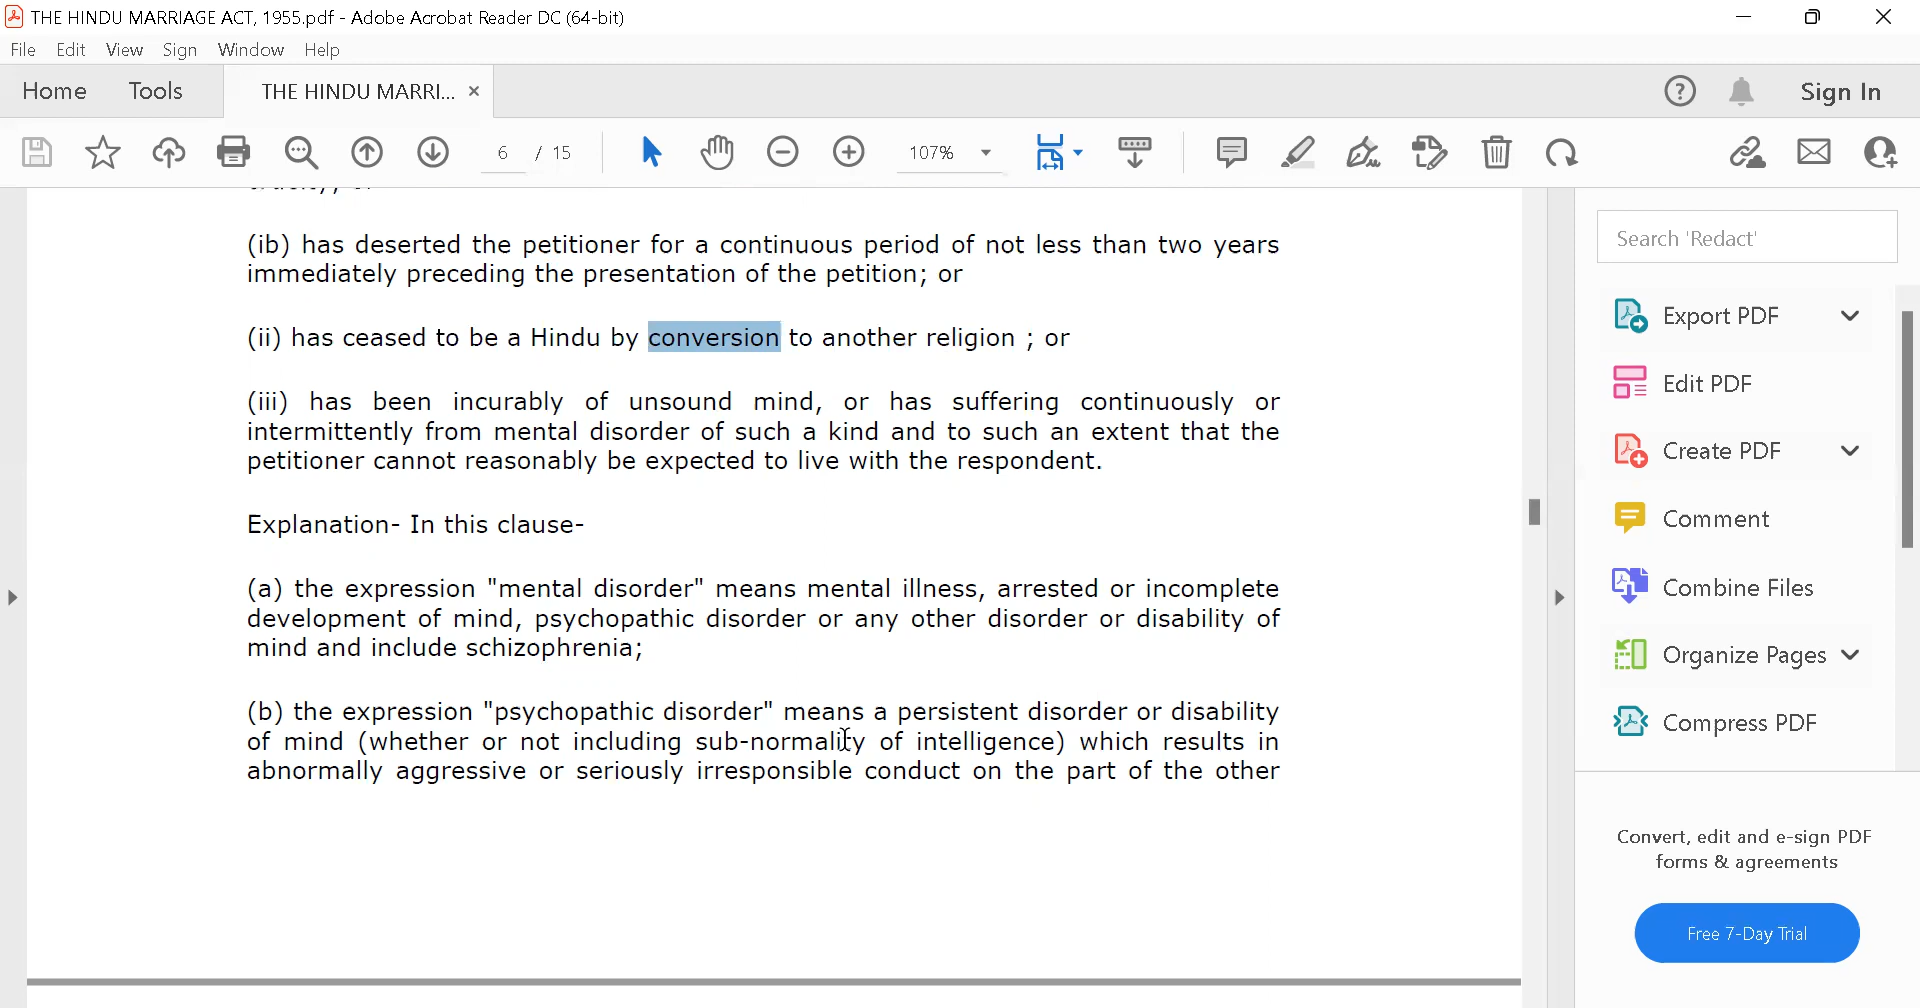 THE HINDU MARRIAGE ACT, 1955.pdf - Adobe Acrobat Reader DC (64-bit)
File Edit View Sign Window Help
Home Tools THE HINDU MARRI... × Sign In
6 / 15 107%
(ib) has deserted the petitioner for a continuous period of not less than two years
immediately preceding the presentation of the petition; or
(ii) has ceased to be a Hindu by conversion to another religion ; or
(iii) has been incurably of unsound mind, or has suffering continuously or
intermittently from mental disorder of such a kind and to such an extent that the
petitioner cannot reasonably be expected to live with the respondent.
Explanation- In this clause-
(a) the expression "mental disorder" means mental illness, arrested or incomplete
development of mind, psychopathic disorder or any other disorder or disability of
mind and include schizophrenia;
(b) the expression "psychopathic disorder" means a persistent disorder or disability
of mind (whether or not including sub-normality of intelligence) which results in
abnormally aggressive or seriously irresponsible conduct on the part of the other
Search 'Redact'
Export PDF
Edit PDF
Create PDF
Comment
Combine Files
Organize Pages
Compress PDF
Convert, edit and e-sign PDF
forms & agreements
Free 7-Day Trial